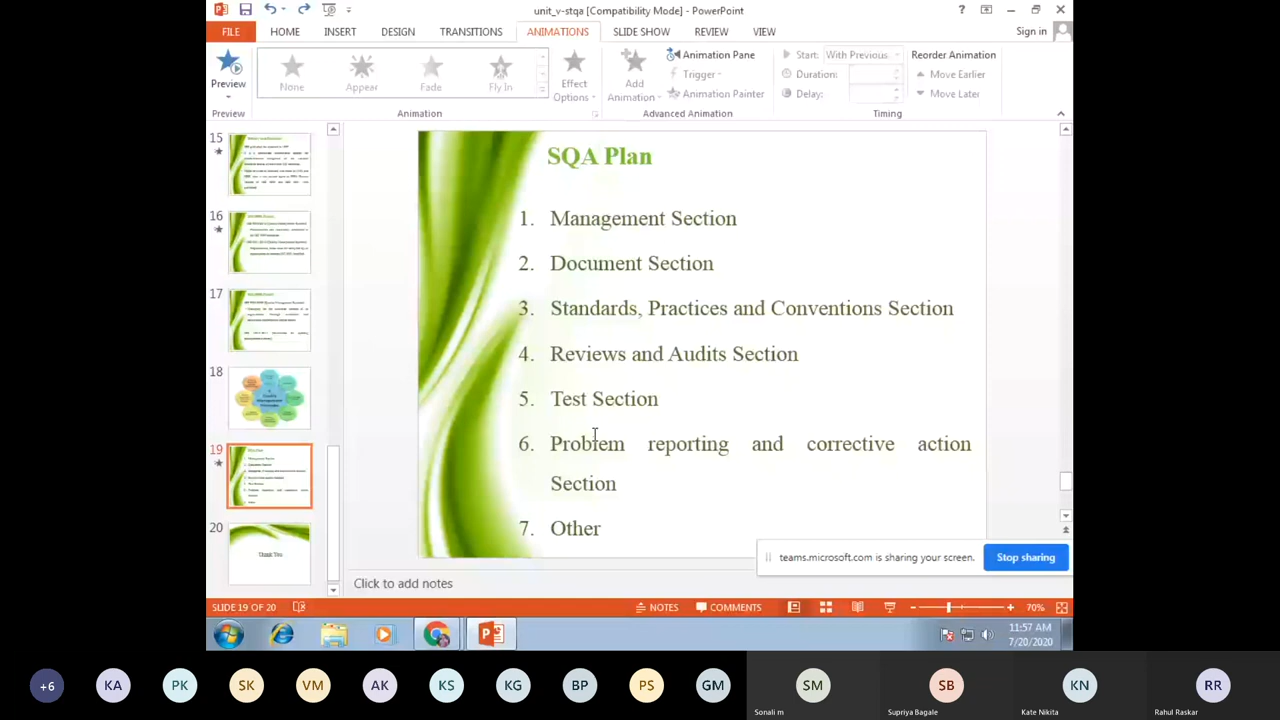 unit_v-stqa [Compatibility Mode] - PowerPoint
FILE HOME INSERT DESIGN TRANSITIONS ANIMATIONS SLIDE SHOW REVIEW VIEW Sign in
Preview
None Appear Fade Fly In
Effect Options
Add Animation
Animation Pane
Trigger
Animation Painter
Start: With Previous
Duration:
Delay:
Reorder Animation
Move Earlier
Move Later
Preview Animation Advanced Animation Timing
15
16
17
18
19
20
Thank You
SQA Plan
1. Management Section
2. Document Section
3. Standards, Practices and Conventions Section
4. Reviews and Audits Section
5. Test Section
6. Problem reporting and corrective action
Section
7. Other
teams.microsoft.com is sharing your screen. Stop sharing
Click to add notes
SLIDE 19 OF 20 NOTES COMMENTS 70%
11:57 AM
7/20/2020
+6 KA PK SK VM AK KS KG BP PS GM SM SB KN RR
Sonali m Supriya Bagale Kate Nikita Rahul Raskar